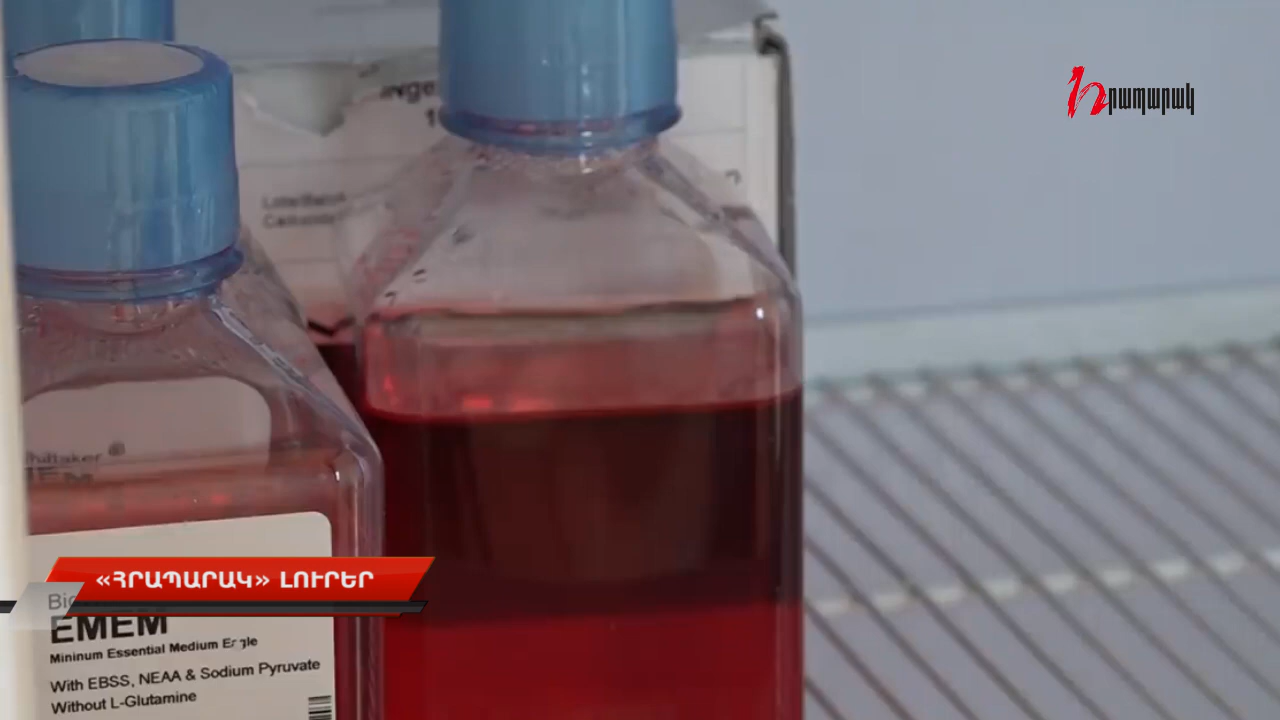 հրապարակ
«ՀՐԱՊԱՐԱԿ» ԼՈՒՐԵՐ
EMEM
Mininum Essential Medium Eagle
With EBSS, NEAA & Sodium Pyruvate
Without L-Glutamine